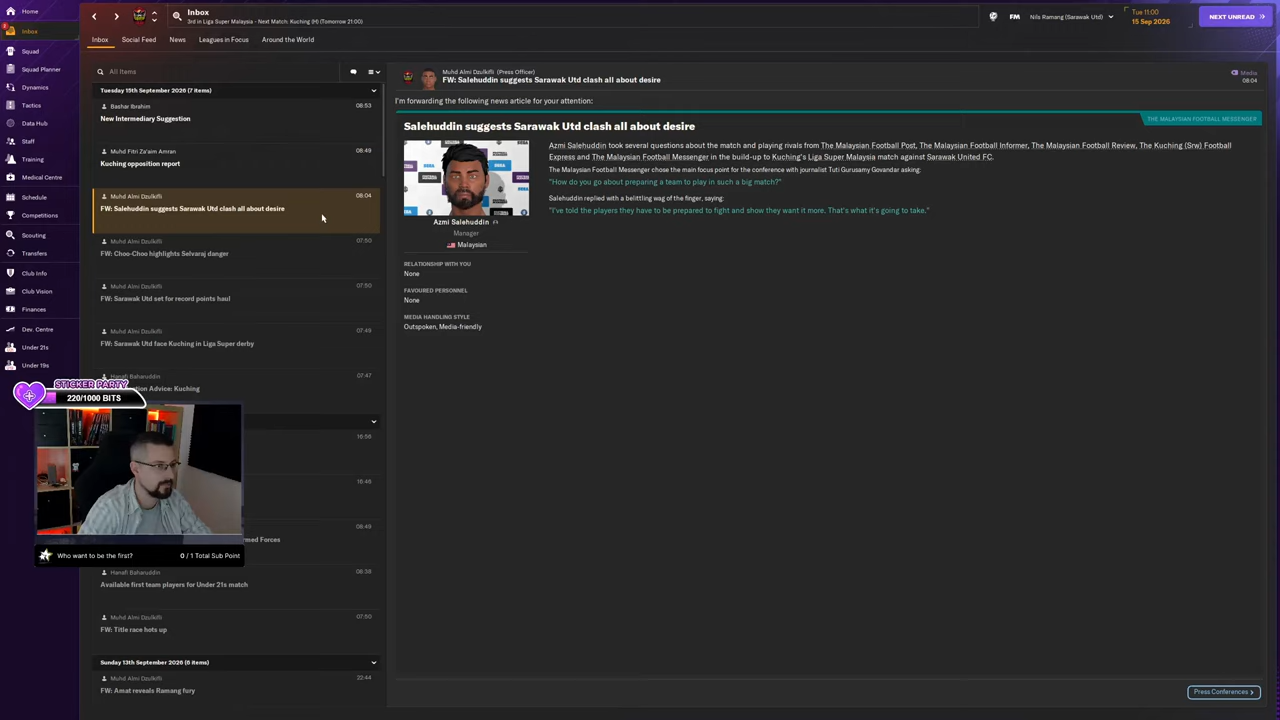 Home
Inbox
Squad
Squad Planner
Dynamics
Tactics
Data Hub
Staff
Training
Medical Centre
Schedule
Competitions
Scouting
Transfers
Club Info
Club Vision
Finances
Dev. Centre
Under 21s
Under 19s
Inbox
3rd in Liga Super Malaysia - Next Match: Kuching (H) (Tomorrow 21:00)
FM
Nils Ramang (Sarawak Utd)
Tue 11:00
15 Sep 2026
NEXT UNREAD
Inbox
Social Feed
News
Leagues in Focus
Around the World
All Items
Tuesday 15th September 2026 (7 items)
Bashar Ibrahim
08:53
New Intermediary Suggestion
Muhd Fitri Za'aim Amran
08:49
Kuching opposition report
Muhd Almi Dzulkifli
08:04
FW: Salehuddin suggests Sarawak Utd clash all about desire
Muhd Almi Dzulkifli
07:50
FW: Choo-Choo highlights Selvaraj danger
Muhd Almi Dzulkifli
07:50
FW: Sarawak Utd set for record points haul
Muhd Almi Dzulkifli
07:49
FW: Sarawak Utd face Kuching in Liga Super derby
Hanafi Baharuddin
07:47
Advice: Kuching
16:56
08:49
med Forces
Hanafi Baharuddin
08:38
Available first team players for Under 21s match
Muhd Almi Dzulkifli
07:50
FW: Title race hots up
Sunday 13th September 2026 (6 items)
Muhd Almi Dzulkifli
22:44
FW: Amat reveals Ramang fury
STICKER PARTY
220/1000 BITS
Who want to be the first?
0 / 1 Total Sub Point
Muhd Almi Dzulkifli (Press Officer)
FW: Salehuddin suggests Sarawak Utd clash all about desire
Media
08:04
I'm forwarding the following news article for your attention:
Salehuddin suggests Sarawak Utd clash all about desire
THE MALAYSIAN FOOTBALL MESSENGER
Azmi Salehuddin took several questions about the match and playing rivals from The Malaysian Football Post, The Malaysian Football Informer, The Malaysian Football Review, The Kuching (Srw) Football
Express and The Malaysian Football Messenger in the build-up to Kuching's Liga Super Malaysia match against Sarawak United FC.
The Malaysian Football Messenger chose the main focus point for the conference with journalist Tuti Gurusamy Govandar asking:
"How do you go about preparing a team to play in such a big match?"
Salehuddin replied with a belittling wag of the finger, saying:
"I've told the players they have to be prepared to fight and show they want it more. That's what it's going to take."
Azmi Salehuddin
Manager
Malaysian
RELATIONSHIP WITH YOU
None
FAVOURED PERSONNEL
None
MEDIA HANDLING STYLE
Outspoken, Media-friendly
Press Conferences